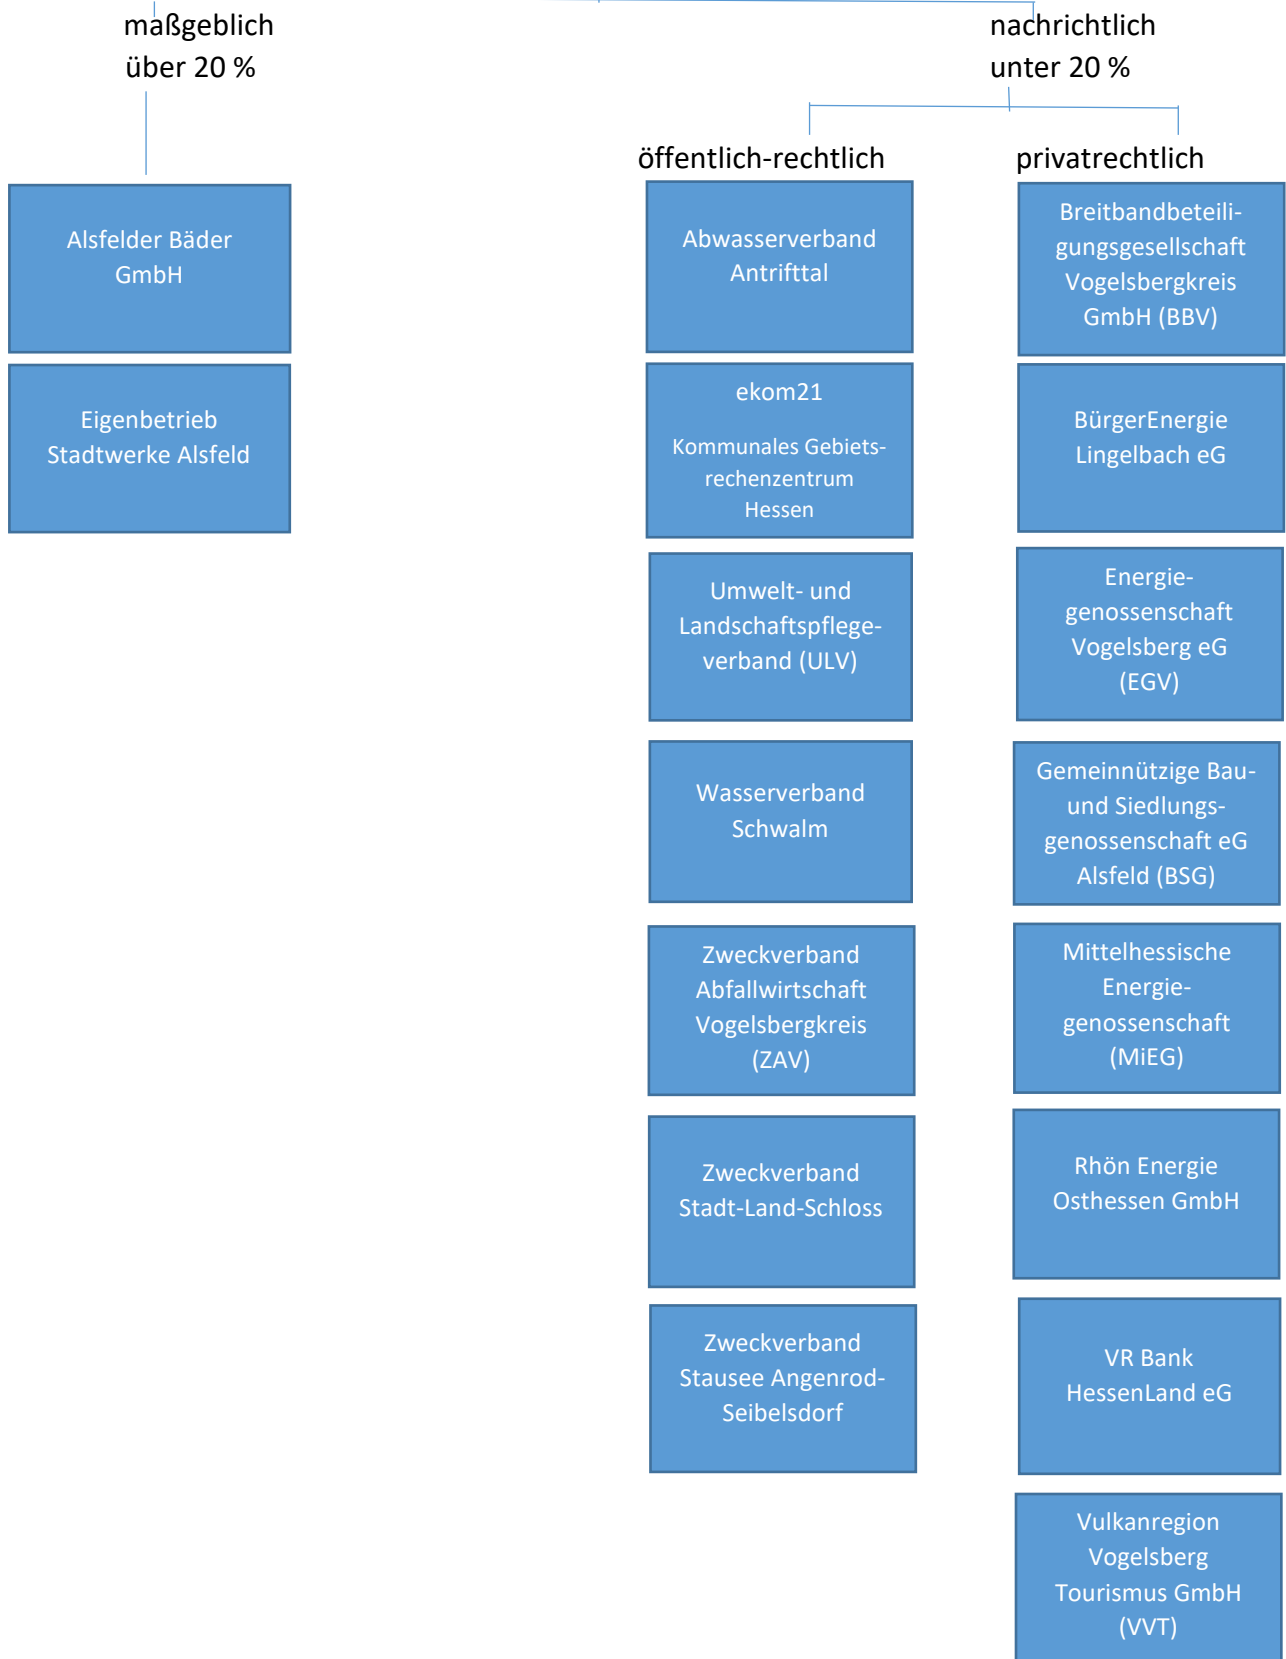 maßgeblich
über 20 %
nachrichtlich
unter 20 %
öffentlich-rechtlich
privatrechtlich
Alsfelder Bäder
GmbH
Eigenbetrieb
Stadtwerke Alsfeld
Abwasserverband
Antrifttal
ekom21
Kommunales Gebiets-
rechenzentrum
Hessen
Umwelt- und
Landschaftspflege-
verband (ULV)
Wasserverband
Schwalm
Zweckverband
Abfallwirtschaft
Vogelsbergkreis
(ZAV)
Zweckverband
Stadt-Land-Schloss
Zweckverband
Stausee Angenrod-
Seibelsdorf
Breitbandbeteili-
gungsgesellschaft
Vogelsbergkreis
GmbH (BBV)
BürgerEnergie
Lingelbach eG
Energie-
genossenschaft
Vogelsberg eG
(EGV)
Gemeinnützige Bau-
und Siedlungs-
genossenschaft eG
Alsfeld (BSG)
Mittelhessische
Energie-
genossenschaft
(MiEG)
Rhön Energie
Osthessen GmbH
VR Bank
HessenLand eG
Vulkanregion
Vogelsberg
Tourismus GmbH
(VVT)